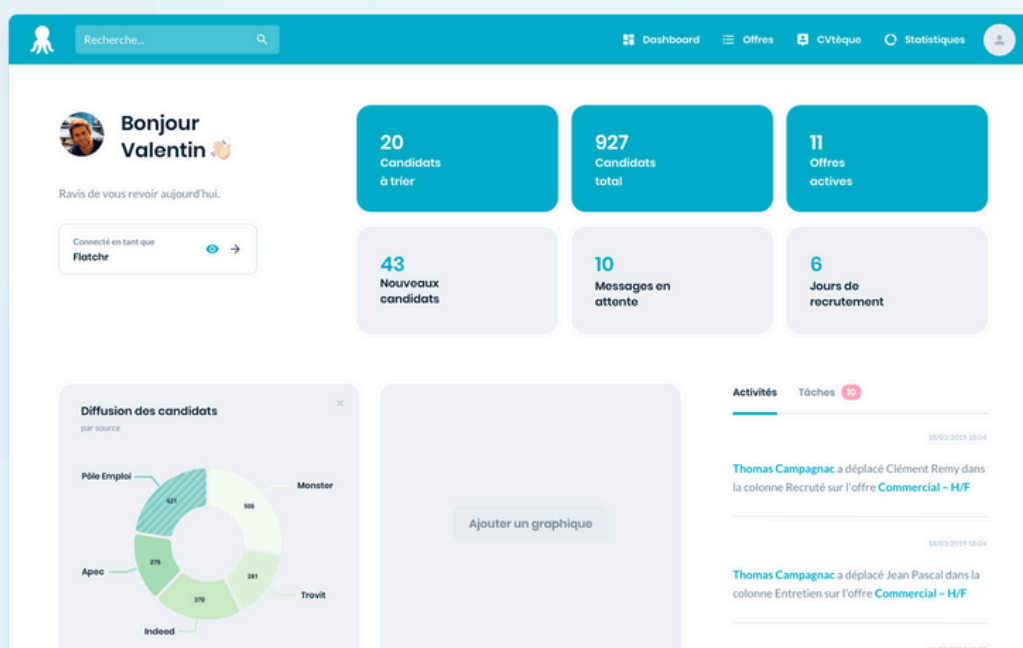 Recherche...
Dashboard
Offres
CVtèque
Statistiques
Bonjour
Valentin 👋🏻
Ravis de vous revoir aujourd'hui.
Connecté en tant que
Flatchr
20
Candidats
à trier
927
Candidats
total
11
Offres
actives
43
Nouveaux
candidats
10
Messages en
attente
6
Jours de
recrutement
Diffusion des candidats
par source
Pôle Emploi
421
Monster
506
Apec
276
281
Trovit
370
Indeed
Ajouter un graphique
Activités
Tâches 10
18/03/2019 18:04
Thomas Campagnac a déplacé Clément Remy dans
la colonne Recruté sur l'offre Commercial – H/F
18/03/2019 18:04
Thomas Campagnac a déplacé Jean Pascal dans la
colonne Entretien sur l'offre Commercial – H/F